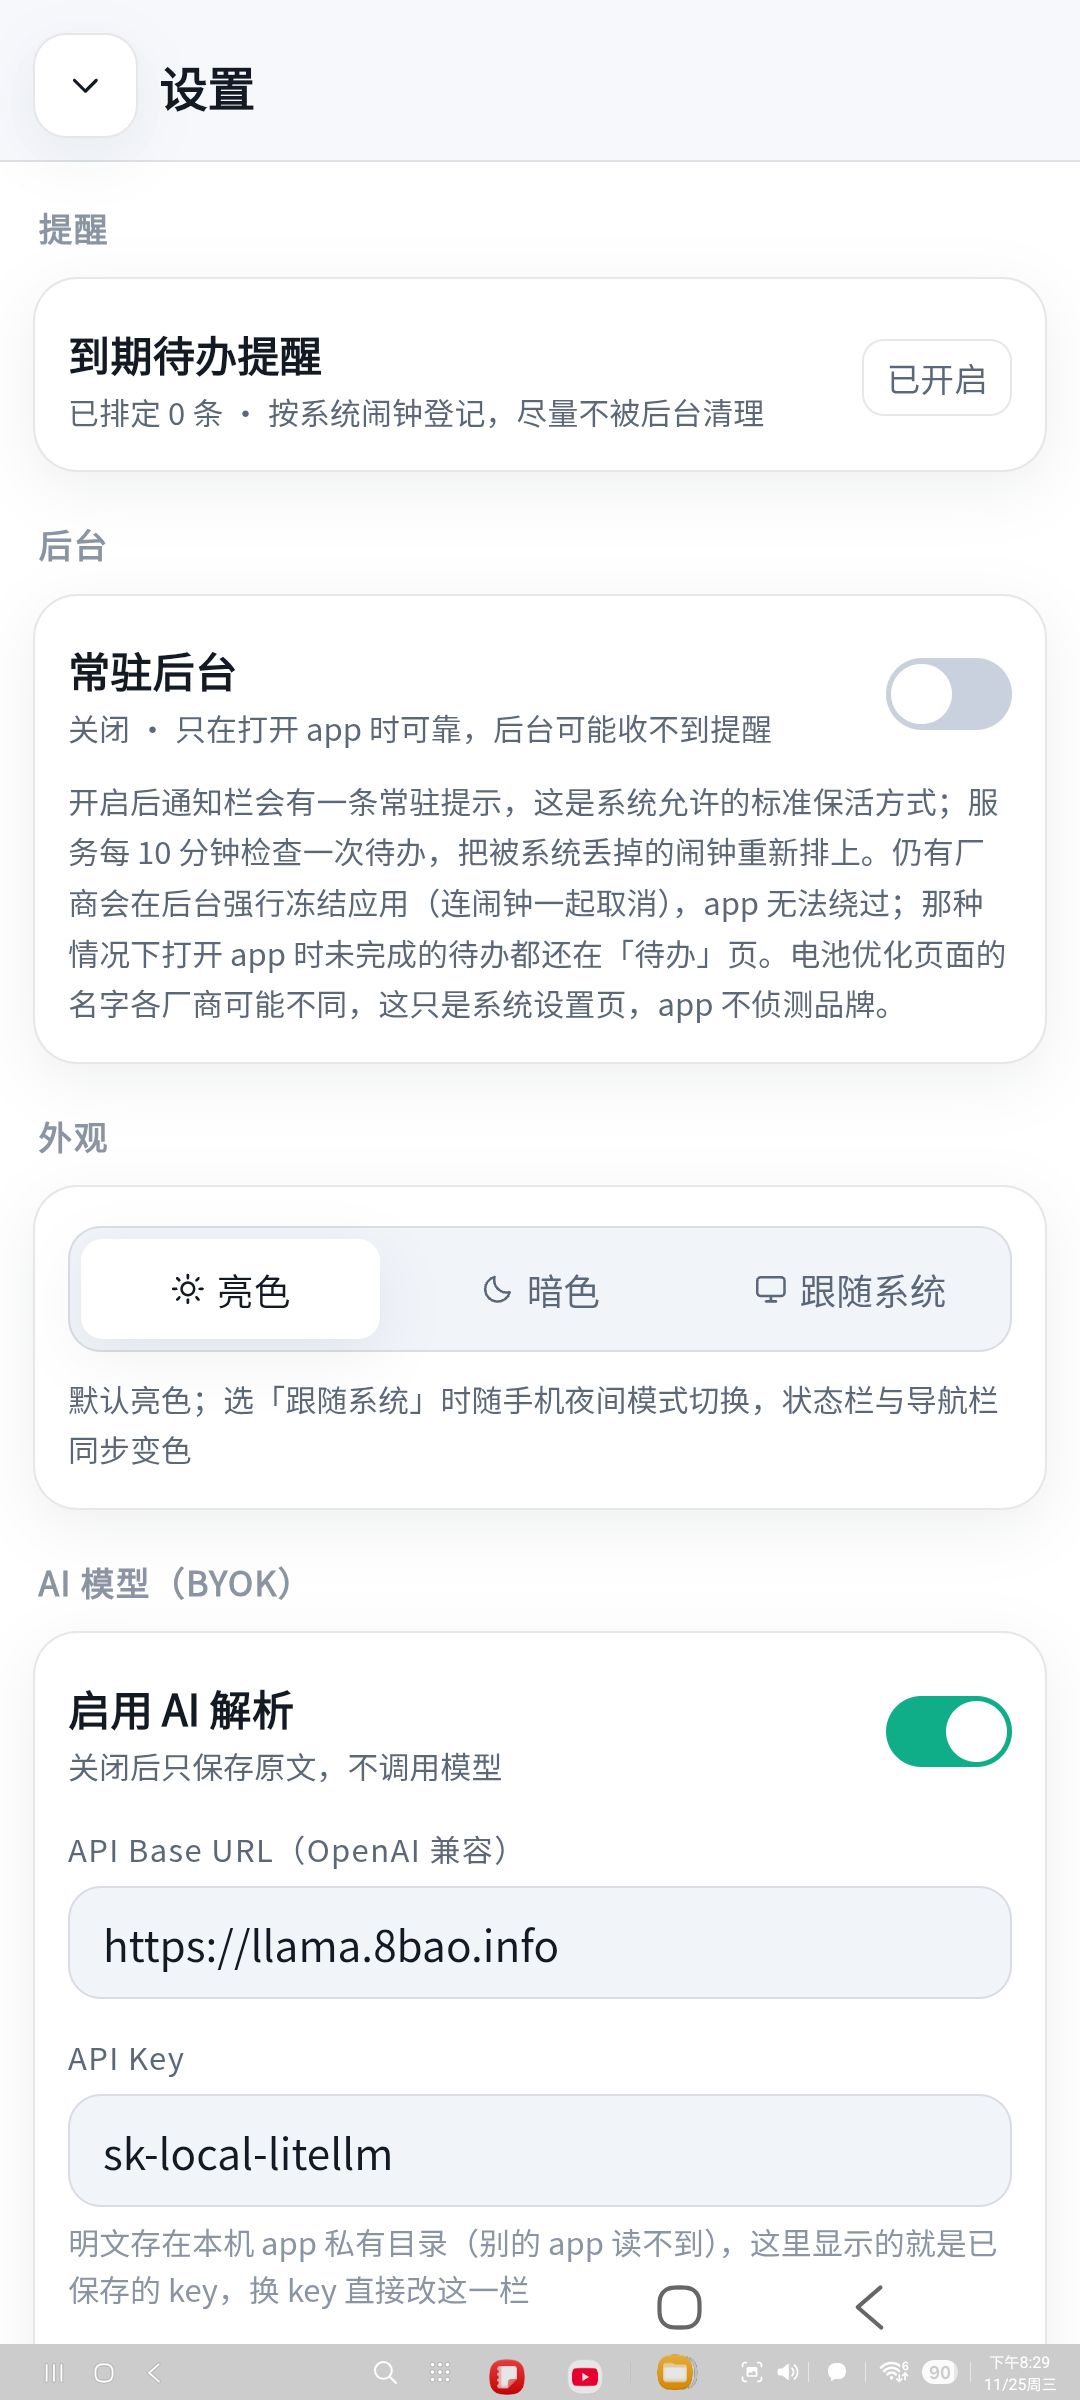 设置
提醒
到期待办提醒
已排定 0 条 · 按系统闹钟登记，尽量不被后台清理
已开启
后台
常驻后台
关闭 · 只在打开 app 时可靠，后台可能收不到提醒
开启后通知栏会有一条常驻提示，这是系统允许的标准保活方式；服
务每 10 分钟检查一次待办，把被系统丢掉的闹钟重新排上。仍有厂
商会在后台强行冻结应用（连闹钟一起取消），app 无法绕过；那种
情况下打开 app 时未完成的待办都还在「待办」页。电池优化页面的
名字各厂商可能不同，这只是系统设置页，app 不侦测品牌。
外观
亮色
暗色
跟随系统
默认亮色；选「跟随系统」时随手机夜间模式切换，状态栏与导航栏
同步变色
AI 模型（BYOK）
启用 AI 解析
关闭后只保存原文，不调用模型
API Base URL（OpenAI 兼容）
https://llama.8bao.info
API Key
sk-local-litellm
明文存在本机 app 私有目录（别的 app 读不到），这里显示的就是已
保存的 key，换 key 直接改这一栏
6
90
下午8:29
11/25周三